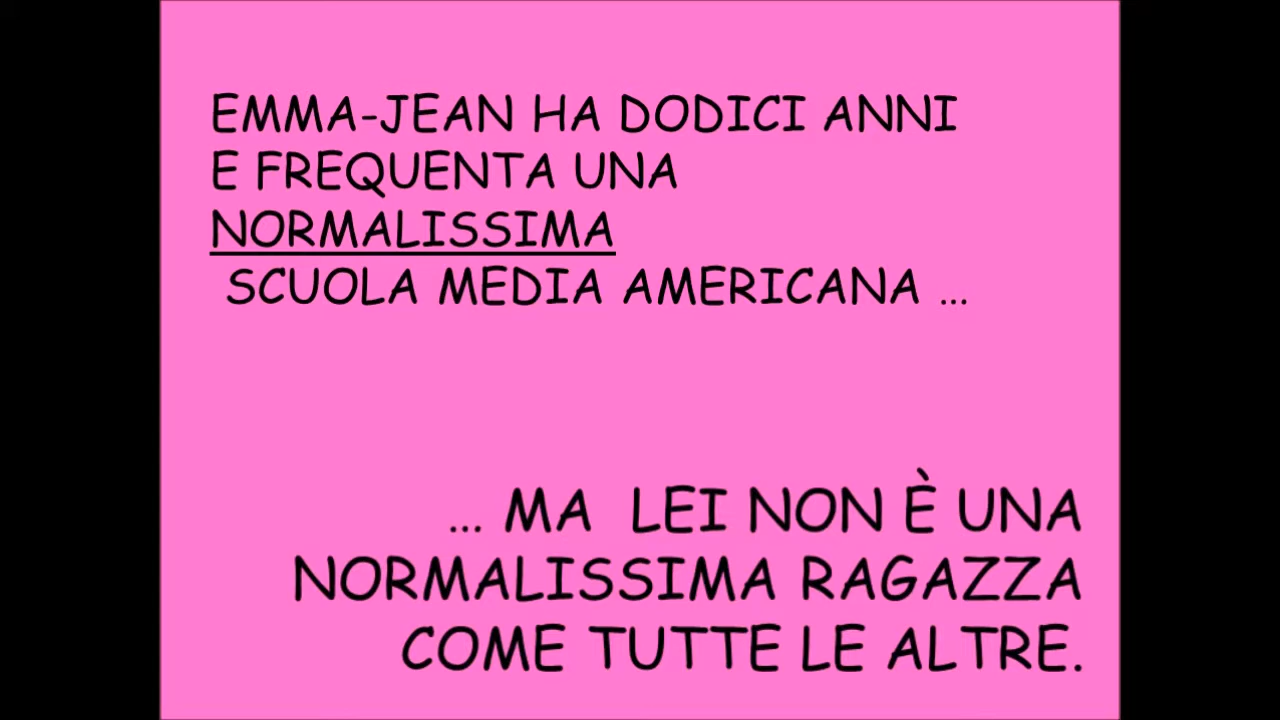 EMMA-JEAN HA DODICI ANNI
E FREQUENTA UNA
NORMALISSIMA
SCUOLA MEDIA AMERICANA ...
... MA LEI NON È UNA
NORMALISSIMA RAGAZZA
COME TUTTE LE ALTRE.